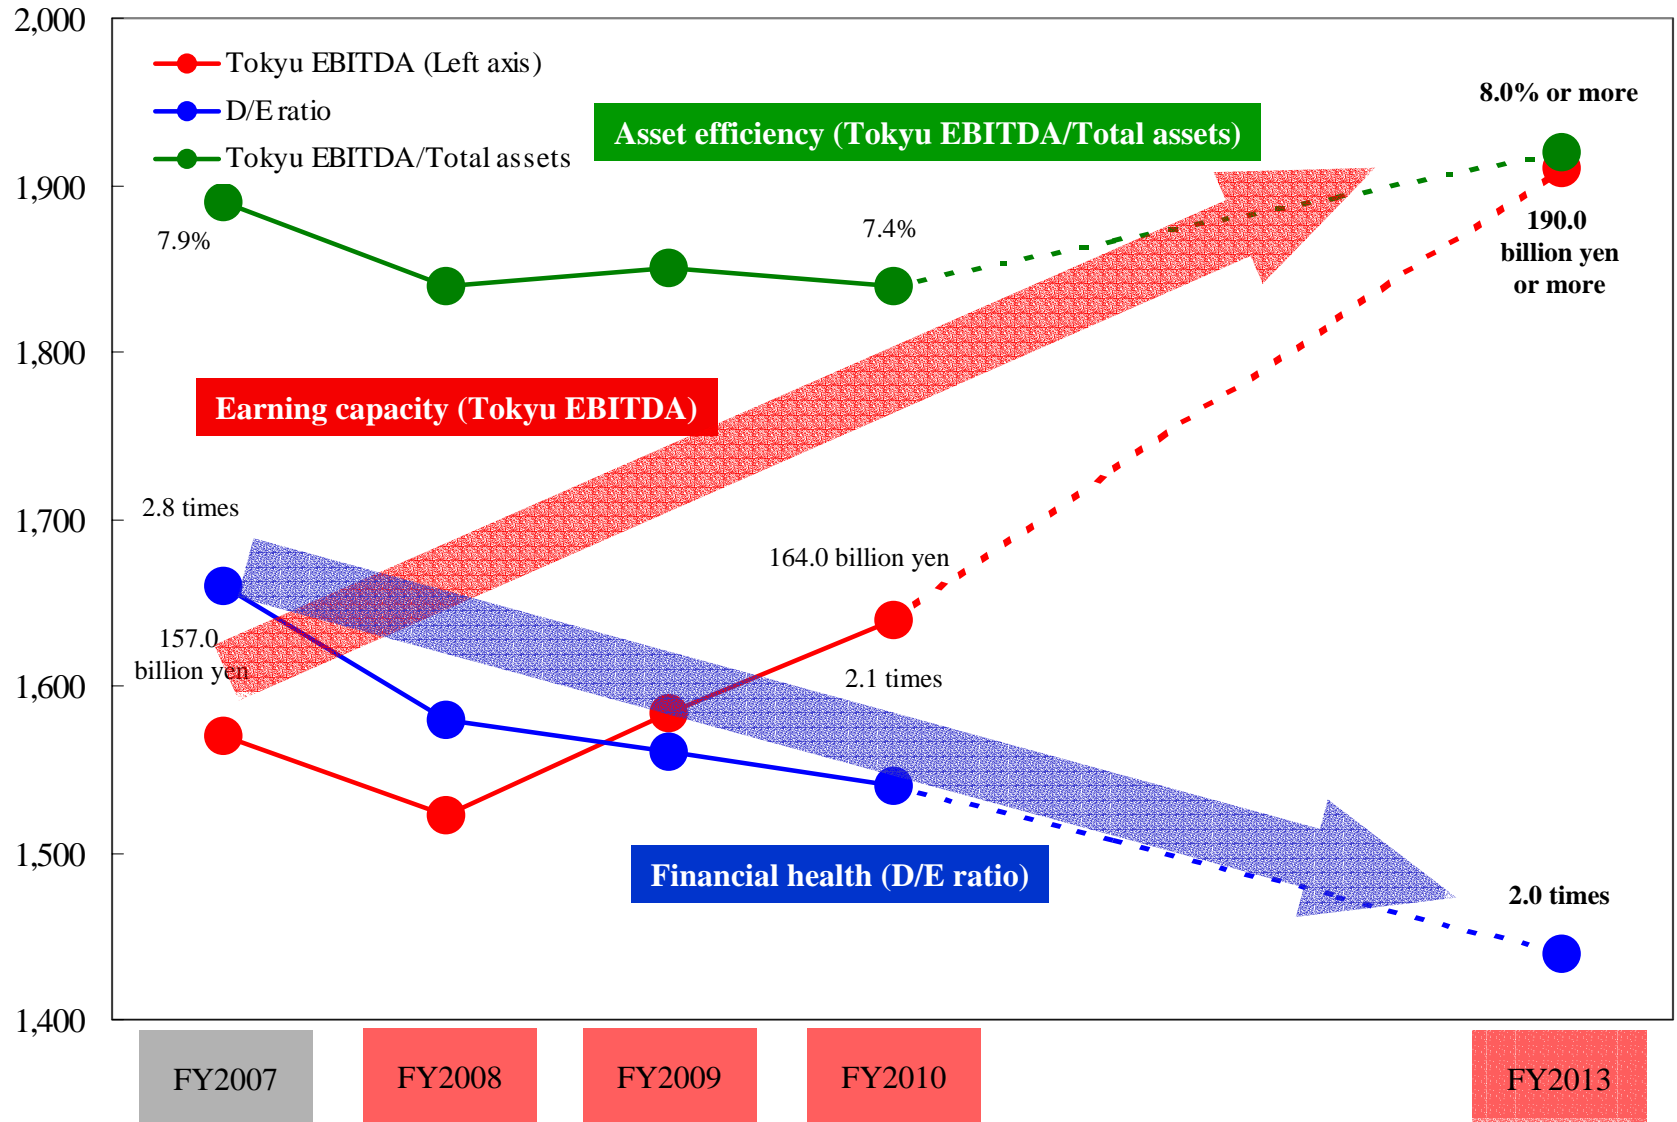 2,000
1,900
1,800
1,700
1,600
1,500
1,400
Tokyu EBITDA (Left axis)
D/E ratio
Tokyu EBITDA/Total assets
Asset efficiency (Tokyu EBITDA/Total assets)
8.0% or more
7.9%
7.4%
190.0
billion yen
or more
Earning capacity (Tokyu EBITDA)
2.8 times
164.0 billion yen
157.0
billion yen
2.1 times
Financial health (D/E ratio)
2.0 times
FY2007
FY2008
FY2009
FY2010
FY2013